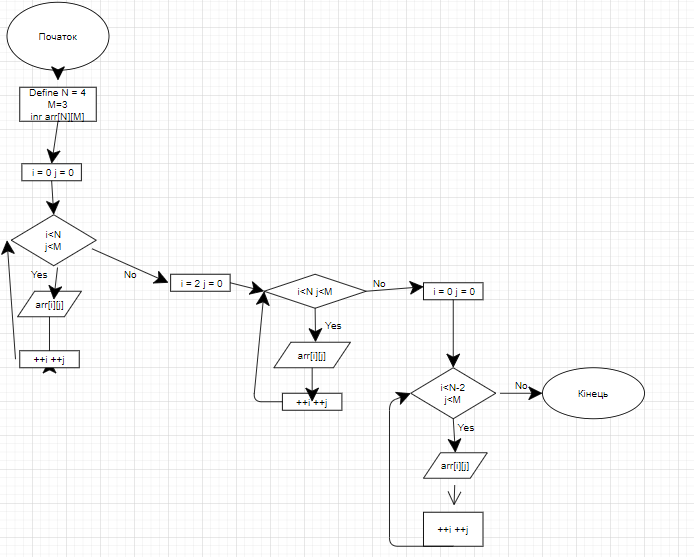 Початок
Define N = 4
M=3
inr arr[N][M]
i = 0 j = 0
i<N
j<M
Yes
No
arr[i][j]
++i ++j
i = 2 j = 0
i<N j<M
No
Yes
arr[i][j]
++i ++j
i = 0 j = 0
i<N-2
j<M
No
Кінець
Yes
arr[i][j]
++i ++j